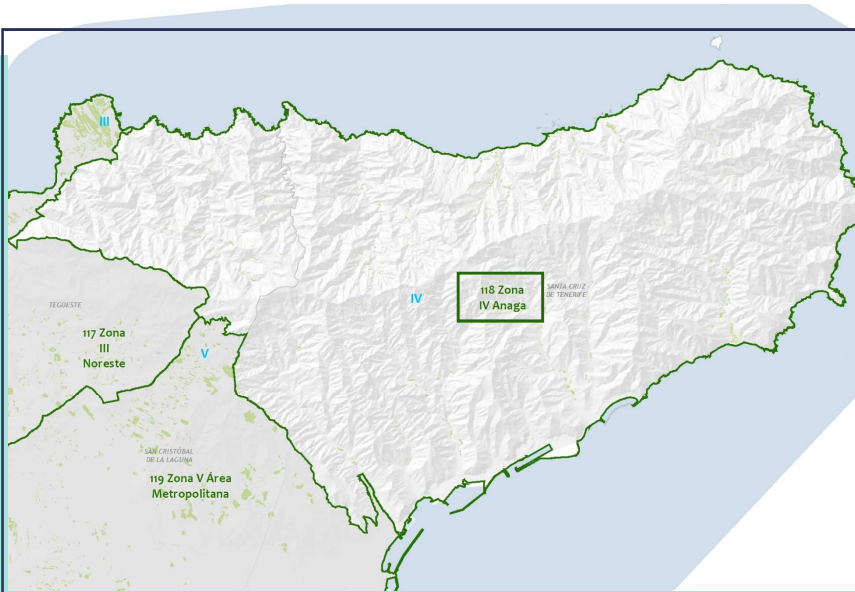 III
IV
118 Zona
IV Anaga
SANTA CRUZ
DE TENERIFE
TEGUESTE
117 Zona
III
Noreste
V
SAN CRISTÓBAL
DE LA LAGUNA
119 Zona V Área
Metropolitana